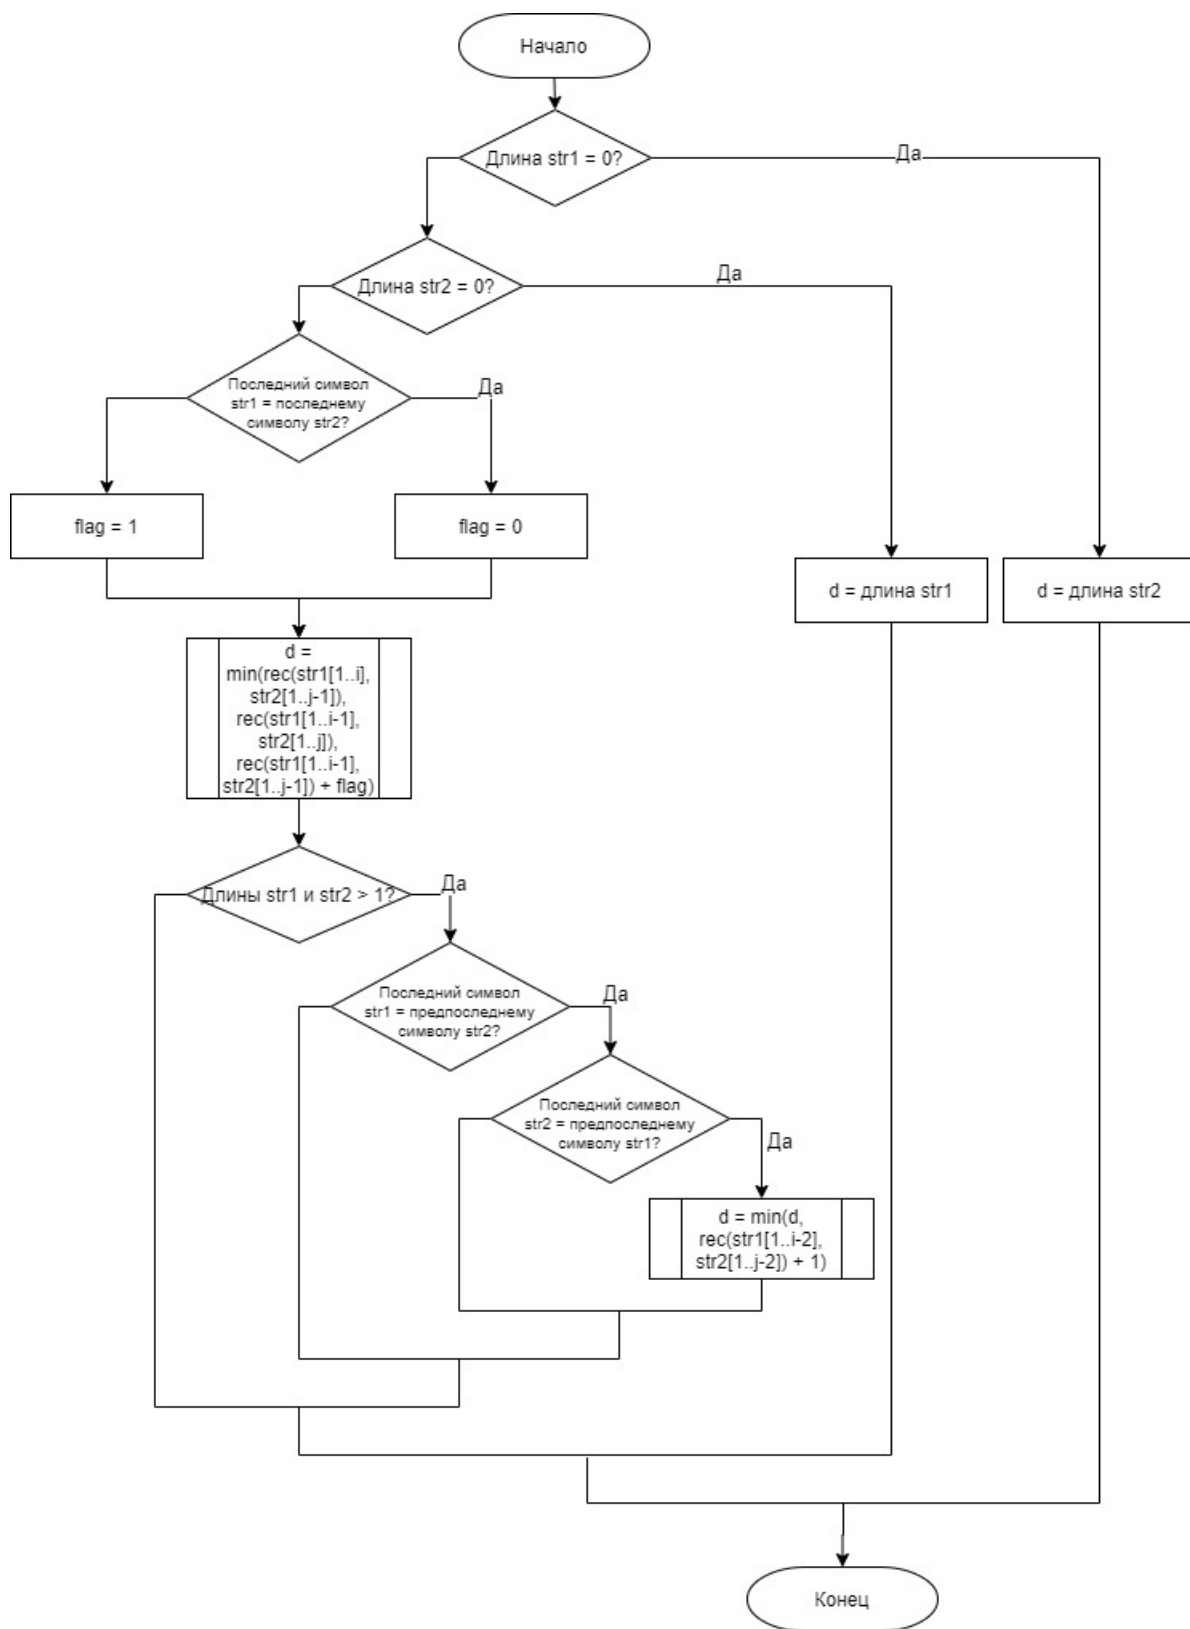 Начало
Длина str1 = 0?
Да
Длина str2 = 0?
Да
Последний символ
str1 = последнему
символу str2?
Да
flag = 1
flag = 0
d = длина str1
d = длина str2
d =
min(rec(str1[1..i],
str2[1..j-1]),
rec(str1[1..i-1],
str2[1..j]),
rec(str1[1..i-1],
str2[1..j-1]) + flag)
Длины str1 и str2 > 1?
Да
Последний символ
str1 = предпоследнему
символу str2?
Да
Последний символ
str2 = предпоследнему
символу str1?
Да
d = min(d,
rec(str1[1..i-2],
str2[1..j-2]) + 1)
Конец